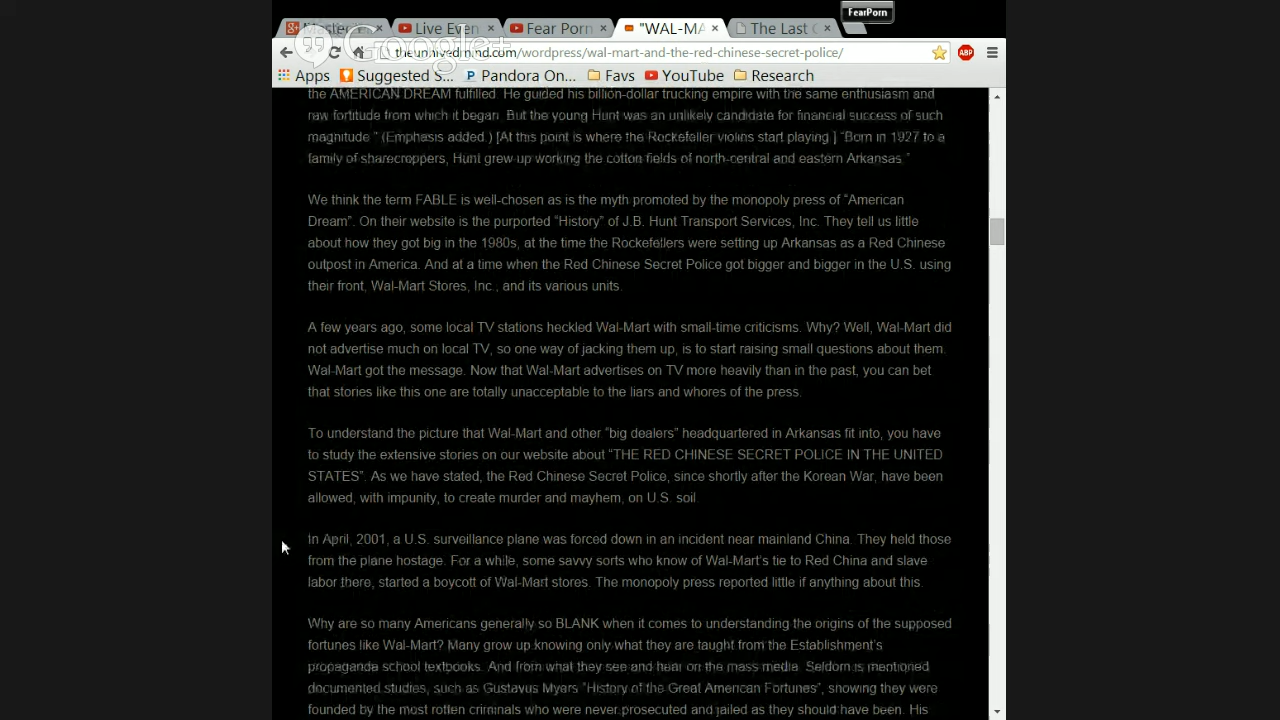 FearPorn
Master
Live Even
Fear Porn
"WAL-MA
The Last
Google+
theunhivedmind.com/wordpress/wal-mart-and-the-red-chinese-secret-police/
ABP
Apps
Suggested S...
Pandora On...
Favs
YouTube
Research
the AMERICAN DREAM fulfilled. He guided his billion-dollar trucking empire with the same enthusiasm and
raw fortitude from which it began. But the young Hunt was an unlikely candidate for financial success of such
magnitude." (Emphasis added.) [At this point is where the Rockefeller violins start playing.] "Born in 1927 to a
family of sharecroppers, Hunt grew up working the cotton fields of north-central and eastern Arkansas."
We think the term FABLE is well-chosen as is the myth promoted by the monopoly press of “American
Dream”. On their website is the purported “History” of J.B. Hunt Transport Services, Inc. They tell us little
about how they got big in the 1980s, at the time the Rockefellers were setting up Arkansas as a Red Chinese
outpost in America. And at a time when the Red Chinese Secret Police got bigger and bigger in the U.S. using
their front, Wal-Mart Stores, Inc., and its various units.
A few years ago, some local TV stations heckled Wal-Mart with small-time criticisms. Why? Well, Wal-Mart did
not advertise much on local TV, so one way of jacking them up, is to start raising small questions about them.
Wal-Mart got the message. Now that Wal-Mart advertises on TV more heavily than in the past, you can bet
that stories like this one are totally unacceptable to the liars and whores of the press.
To understand the picture that Wal-Mart and other “big dealers” headquartered in Arkansas fit into, you have
to study the extensive stories on our website about “THE RED CHINESE SECRET POLICE IN THE UNITED
STATES”. As we have stated, the Red Chinese Secret Police, since shortly after the Korean War, have been
allowed, with impunity, to create murder and mayhem, on U.S. soil.
In April, 2001, a U.S. surveillance plane was forced down in an incident near mainland China. They held those
from the plane hostage. For a while, some savvy sorts who know of Wal-Mart’s tie to Red China and slave
labor there, started a boycott of Wal-Mart stores. The monopoly press reported little if anything about this.
Why are so many Americans generally so BLANK when it comes to understanding the origins of the supposed
fortunes like Wal-Mart? Many grow up knowing only what they are taught from the Establishment’s
propaganda school textbooks. And from what they see and hear on the mass media. Seldom is mentioned
documented studies, such as Gustavus Myers “History of the Great American Fortunes”, showing they were
founded by the most rotten criminals who were never prosecuted and jailed as they should have been. His